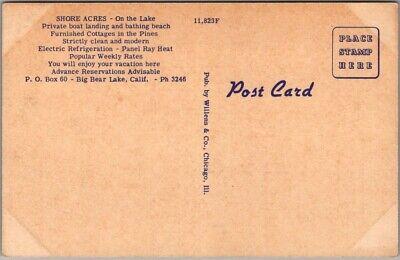 SHORE ACRES - On the Lake
Private boat landing and bathing beach
Furnished Cottages in the Pines
Strictly clean and modern
Electric Refrigeration - Panel Ray Heat
Popular Weekly Rates
You will enjoy your vacation here
Advance Reservations Advisable
P. O. Box 60 - Big Bear Lake, Calif. - Ph 3246
11,823F
Pub. by Willens & Co., Chicago, Ill.
Post Card
PLACE
STAMP
HERE